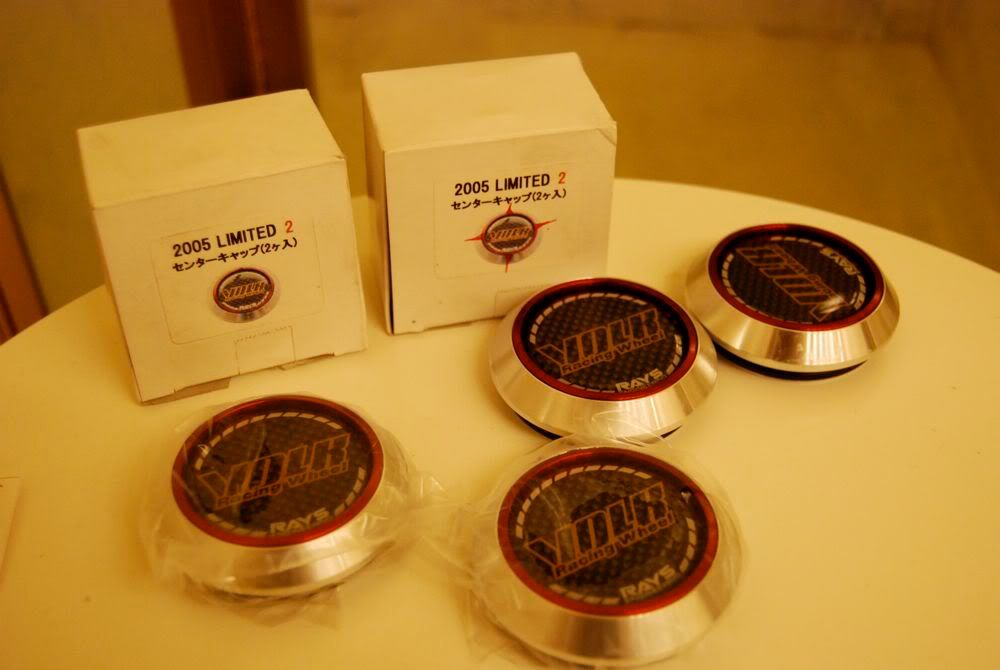 2005 LIMITED 2
センターキャップ(2ヶ入)
VOLK
2005 LIMITED 2
センターキャップ(2ヶ入)
VOLK
VOLK
Racing Wheel
RAYS
VOLK
RAYS
VOLK
Racing Wheel
RAYS
VOLK
Racing Wheel
RAYS